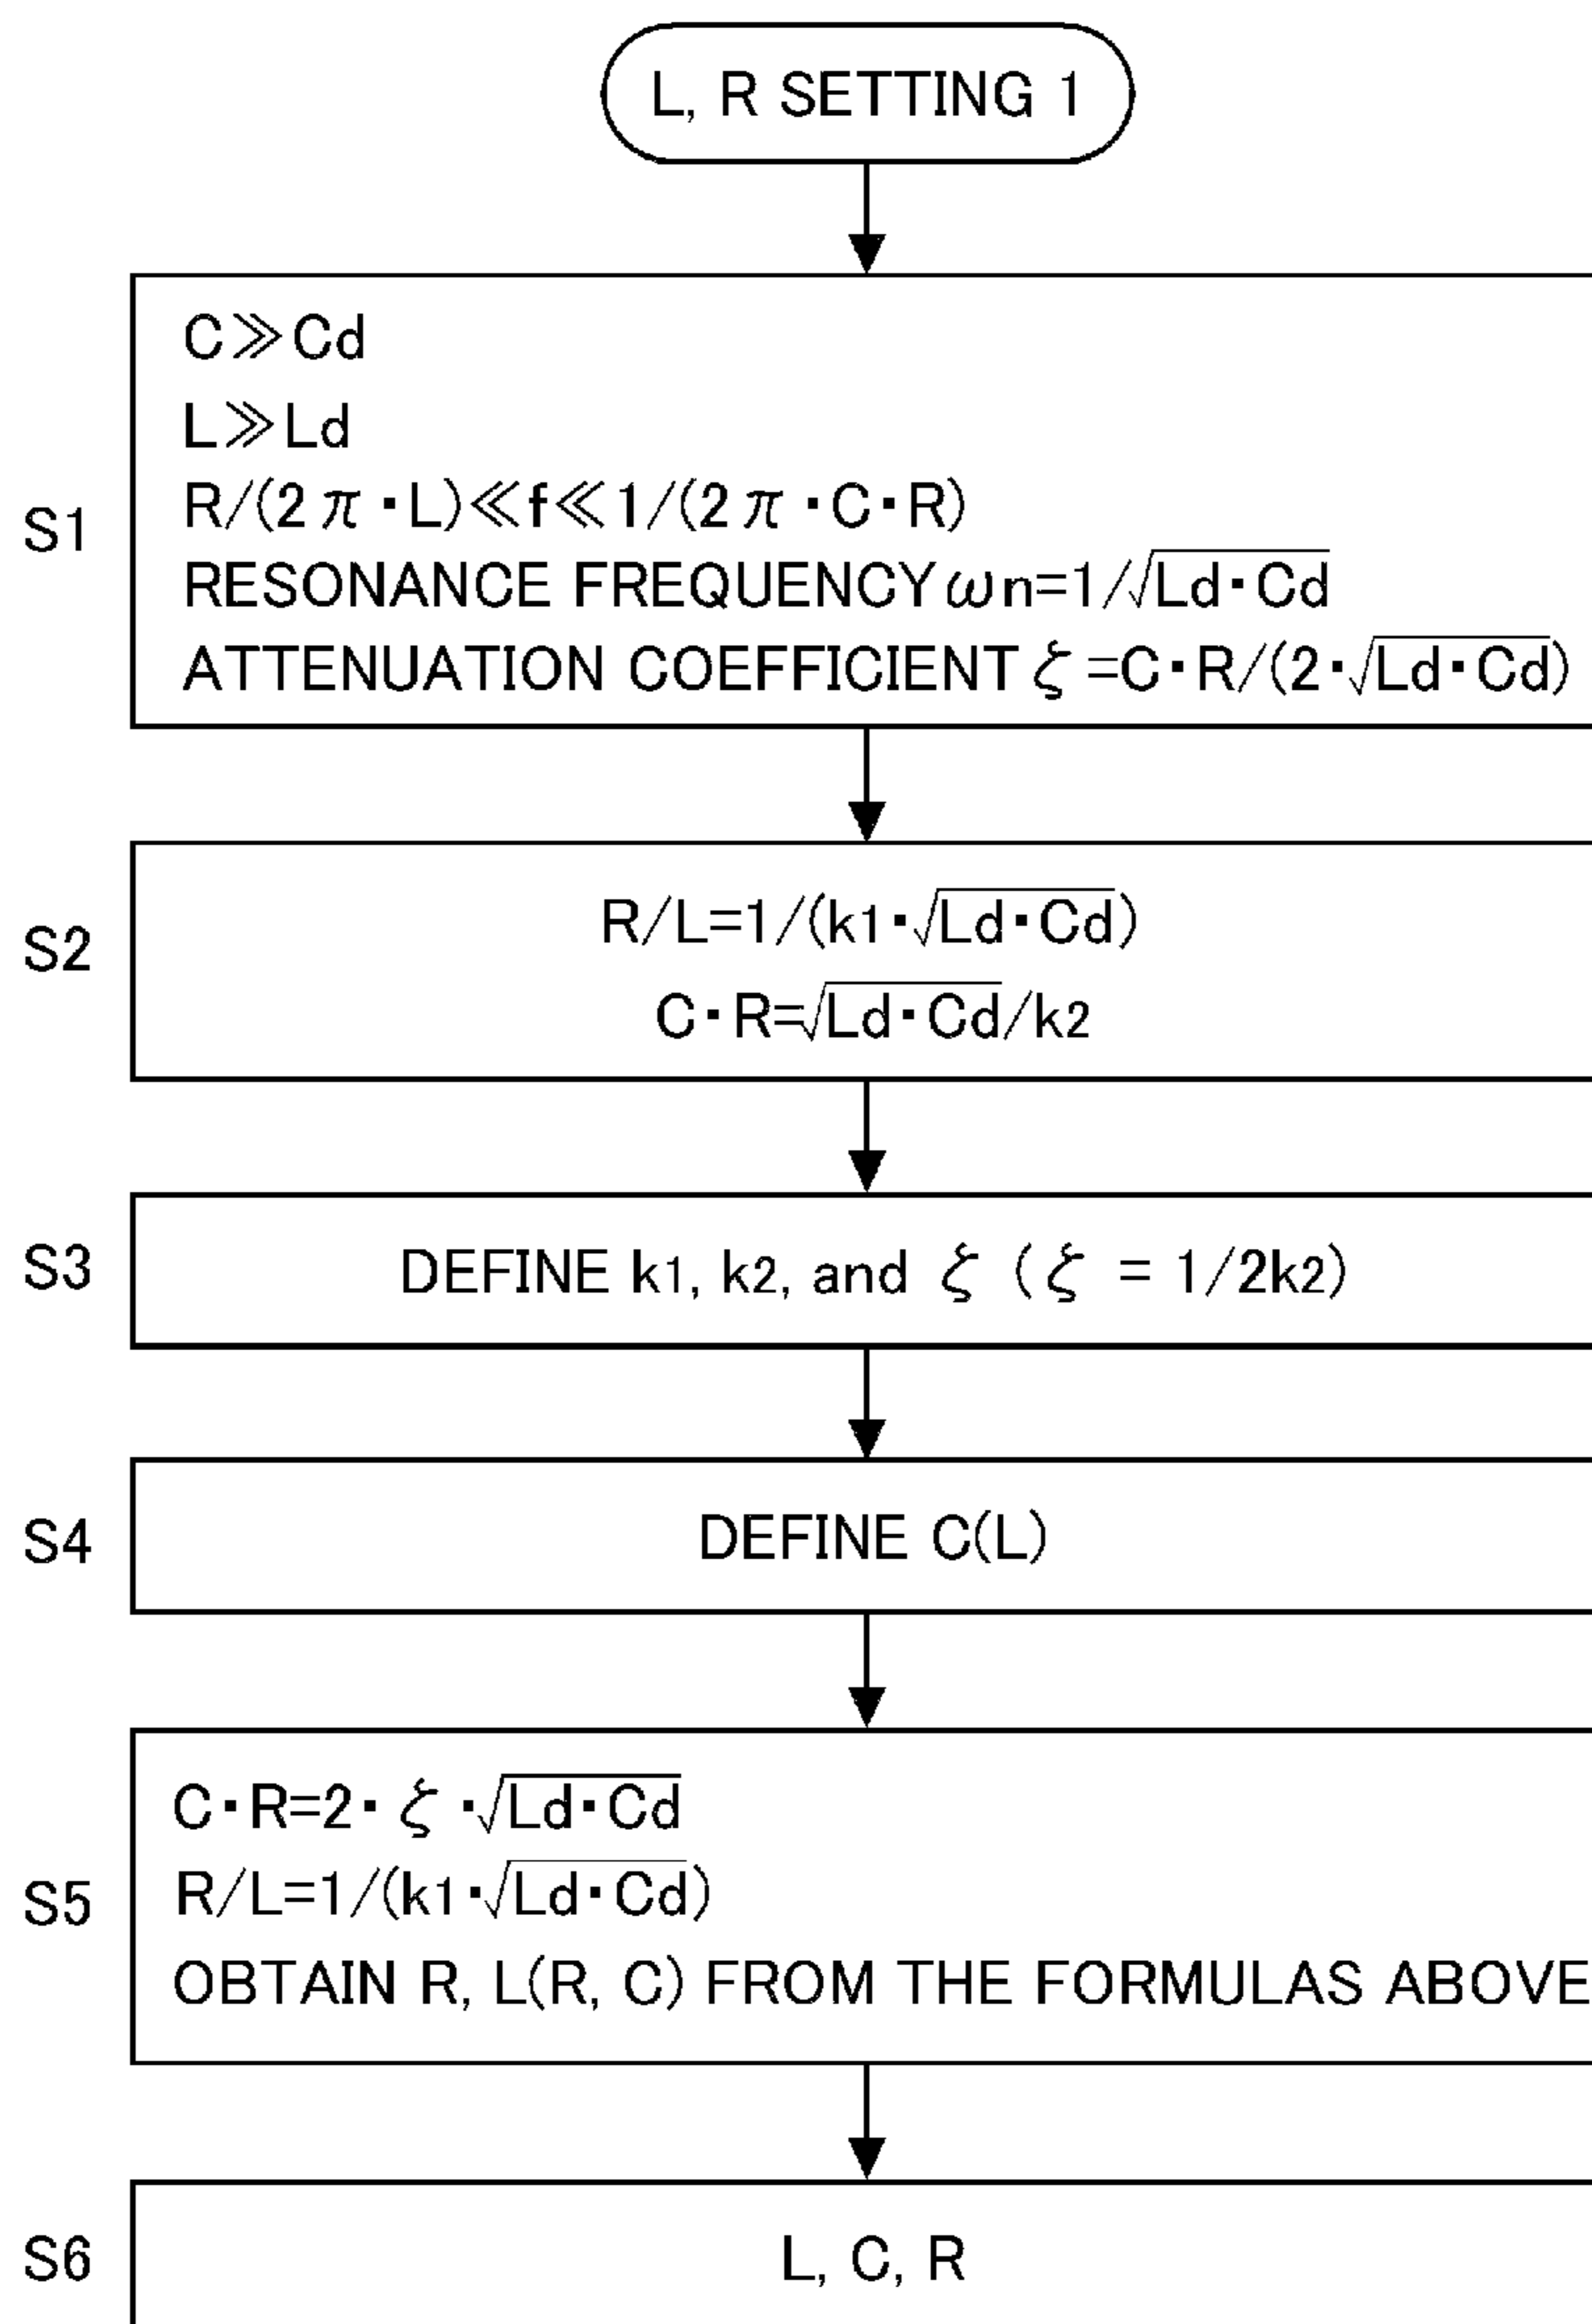 L, R SETTING 1
S1
C≫Cd
L≫Ld
R/(2π・L)≪f≪1/(2π・C・R)
RESONANCE FREQUENCYωn=1/√Ld・Cd
ATTENUATION COEFFICIENT ζ=C・R/(2・√Ld・Cd)
S2
R/L=1/(k1・√Ld・Cd)
C・R=√Ld・Cd/k2
S3
DEFINE k1, k2, and ζ (ζ = 1/2k2)
S4
DEFINE C(L)
S5
C・R=2・ζ・√Ld・Cd
R/L=1/(k1・√Ld・Cd)
OBTAIN R, L(R, C) FROM THE FORMULAS ABOVE
S6
L, C, R